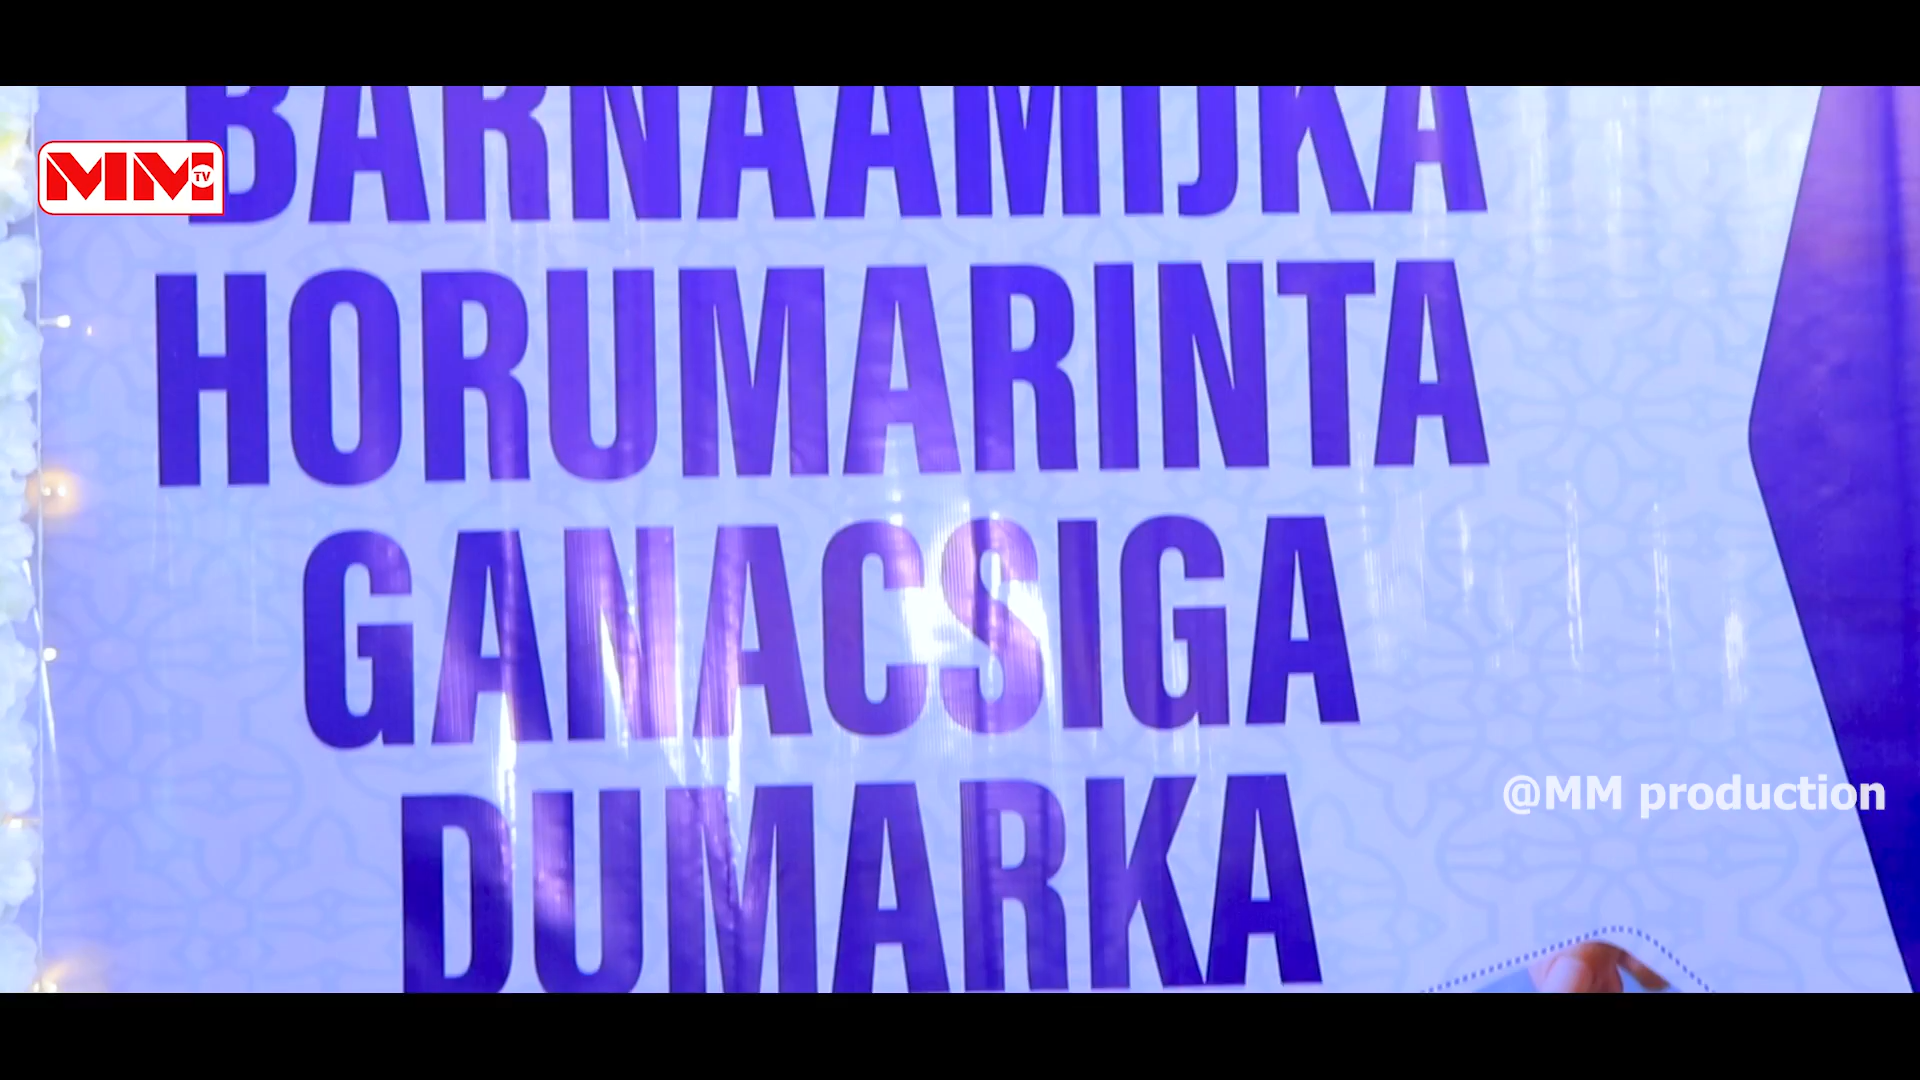 BARNAAMIJKA
MM TV
HORUMARINTA
GANACSIGA
DUMARKA
@MM production